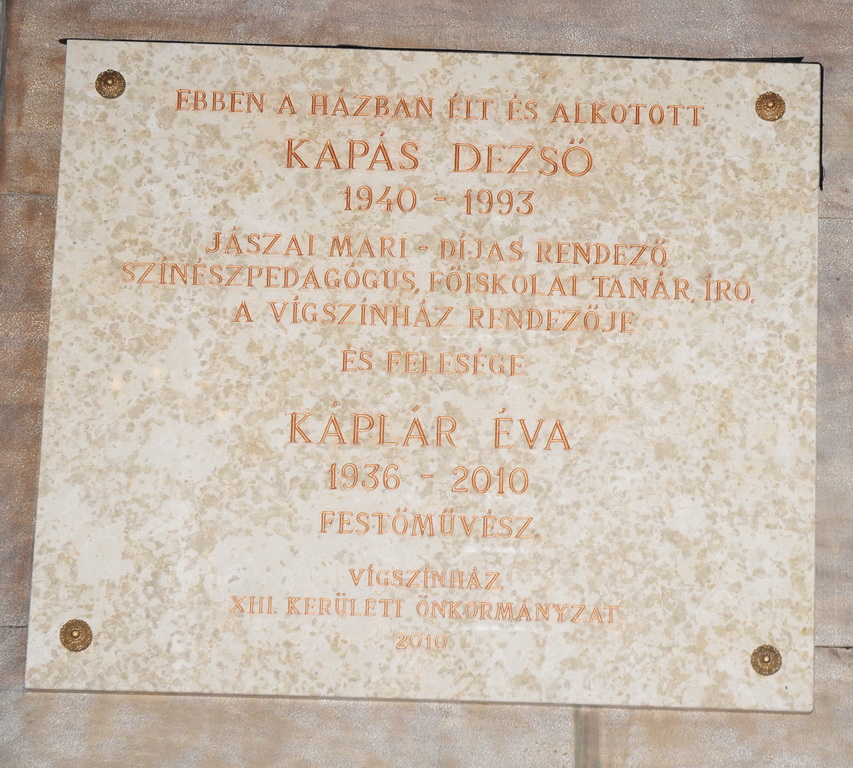 EBBEN A HÁZBAN ÉLT ÉS ALKOTOTT
KAPÁS DEZSŐ
1940 - 1993
JÁSZAI MARI - DÍJAS RENDEZŐ
SZÍNÉSZPEDAGÓGUS, FŐISKOLAI TANÁR, ÍRÓ,
A VÍGSZÍNHÁZ RENDEZŐJE
ÉS FELESÉGE
KÁPLÁR ÉVA
1936 - 2010
FESTŐMŰVÉSZ
VÍGSZÍNHÁZ
XIII. KERÜLETI ÖNKORMÁNYZAT
2010